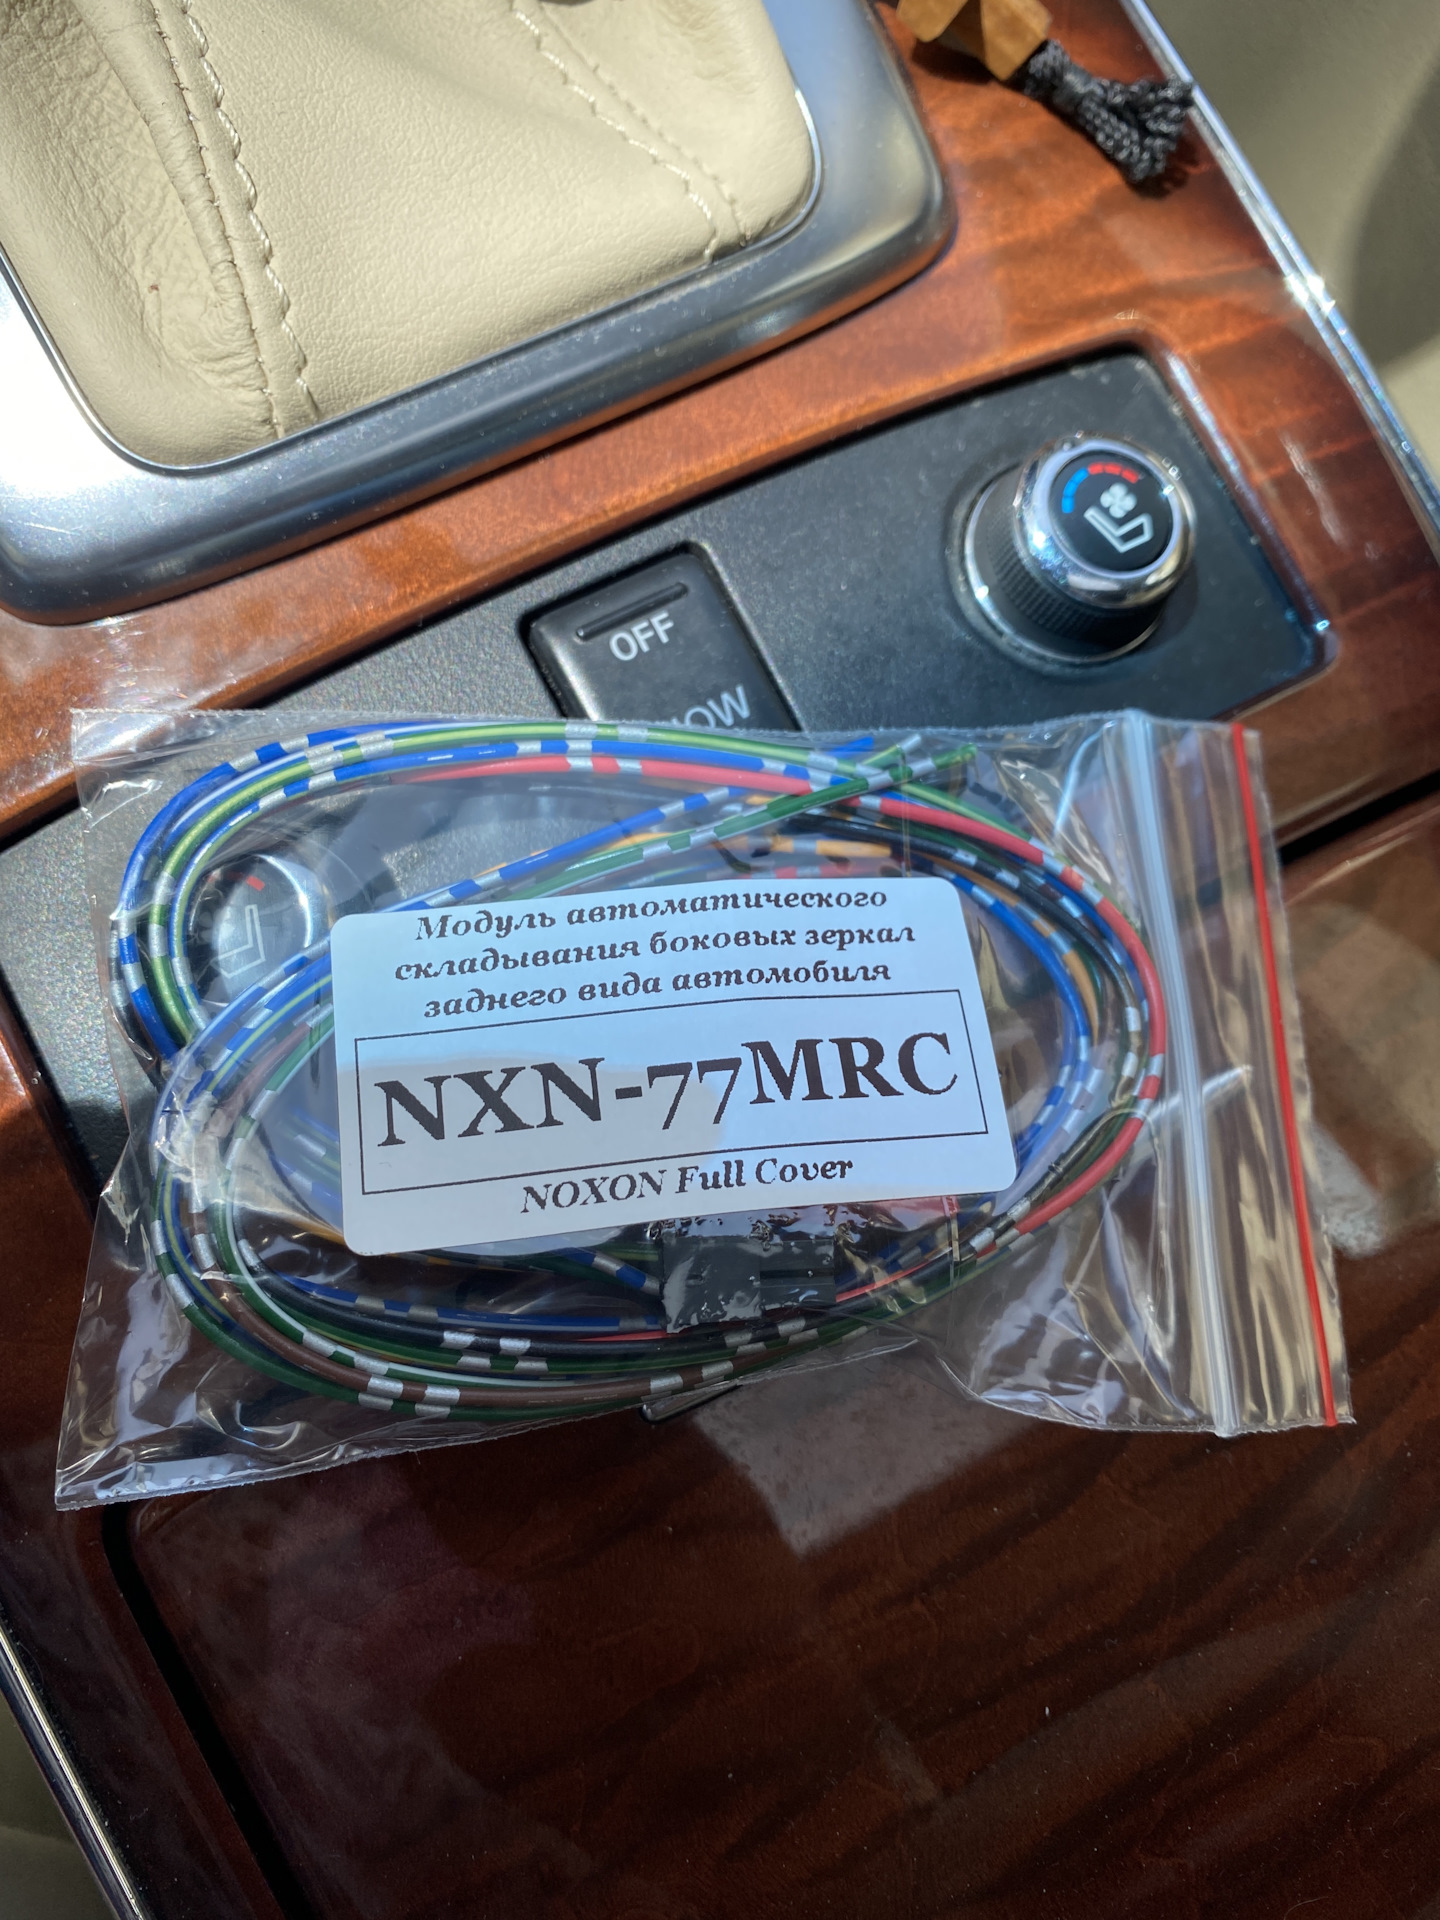 OFF
Модуль автоматического
складывания боковых зеркал
заднего вида автомобиля
NXN-77MRC
NOXON Full Cover